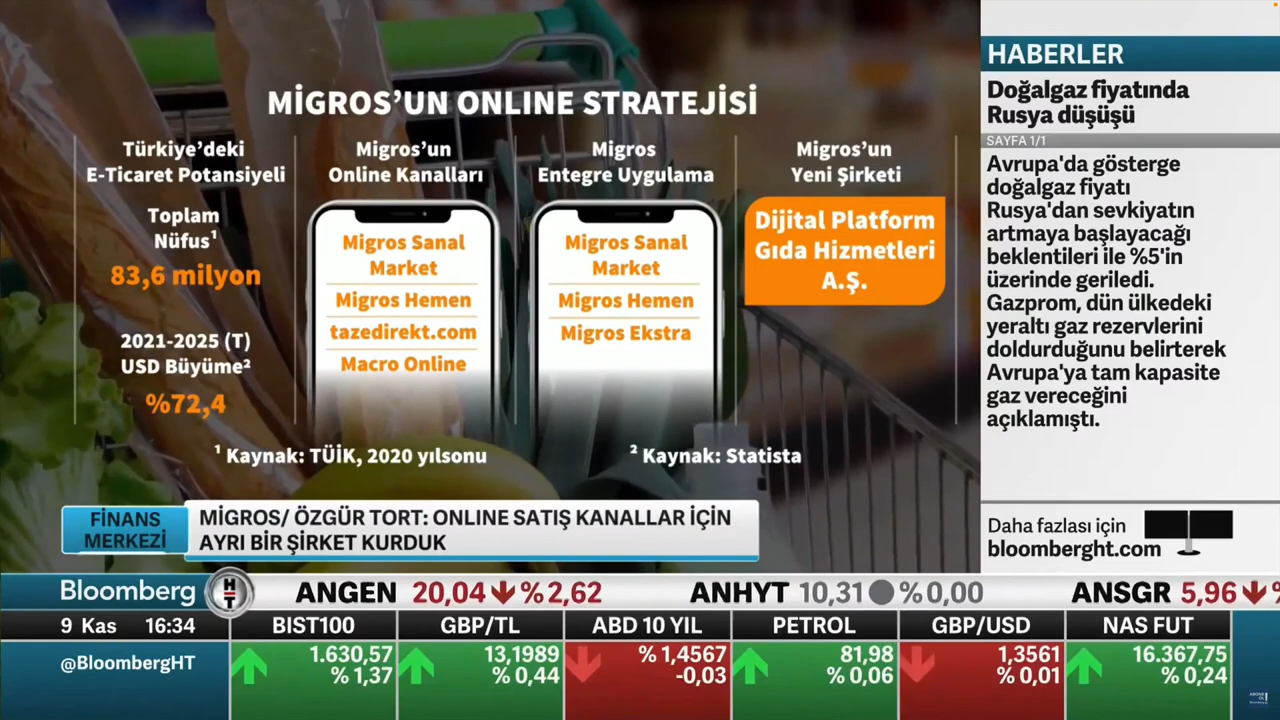 MİGROS'UN ONLINE STRATEJİSİ
Türkiye'deki
E-Ticaret Potansiyeli
Toplam
Nüfus¹
83,6 milyon
2021-2025 (T)
USD Büyüme²
%72,4
Migros'un
Online Kanalları
Migros Sanal
Market
Migros Hemen
tazedirekt.com
Macro Online
Migros
Entegre Uygulama
Migros Sanal
Market
Migros Hemen
Migros Ekstra
Migros'un
Yeni Şirketi
Dijital Platform
Gıda Hizmetleri
A.Ş.
¹ Kaynak: TÜİK, 2020 yılsonu
² Kaynak: Statista
FİNANS
MERKEZİ
MİGROS/ ÖZGÜR TORT: ONLINE SATIŞ KANALLAR İÇİN
AYRI BİR ŞİRKET KURDUK
HABERLER
Doğalgaz fiyatında
Rusya düşüşü
SAYFA 1/1
Avrupa'da gösterge
doğalgaz fiyatı
Rusya'dan sevkiyatın
artmaya başlayacağı
beklentileri ile %5'in
üzerinde geriledi.
Gazprom, dün ülkedeki
yeraltı gaz rezervlerini
doldurduğunu belirterek
Avrupa'ya tam kapasite
gaz vereceğini
açıklamıştı.
Daha fazlası için
bloomberght.com
Bloomberg HT
ANGEN 20,04 %2,62 ANHYT 10,31 %0,00 ANSGR 5,96 %
9 Kas 16:34
@BloombergHT
BIST100
1.630,57
% 1,37
GBP/TL
13,1989
% 0,44
ABD 10 YIL
% 1,4567
-0,03
PETROL
81,98
% 0,06
GBP/USD
1,3561
% 0,01
NAS FUT
16.367,75
% 0,24
ABONE
OL